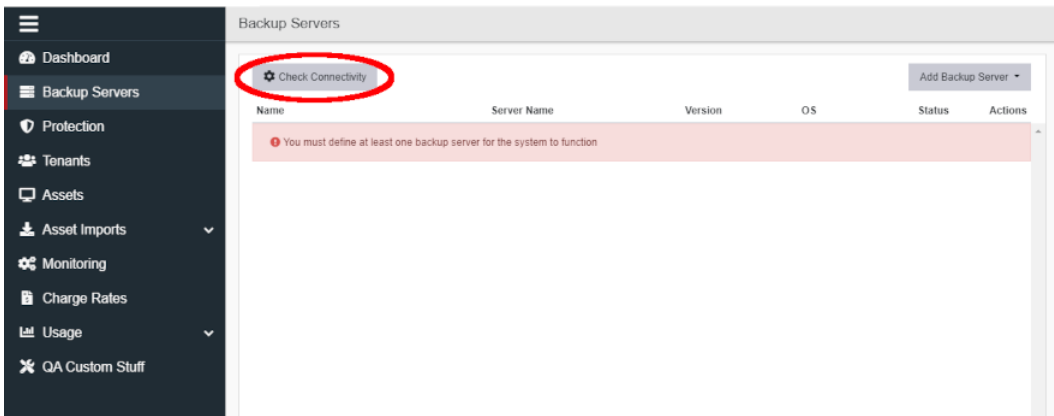 Backup Servers
Dashboard
Backup Servers
Protection
Tenants
Assets
Asset Imports
Monitoring
Charge Rates
Usage
QA Custom Stuff
Check Connectivity
Add Backup Server
Name Server Name Version OS Status Actions
You must define at least one backup server for the system to function